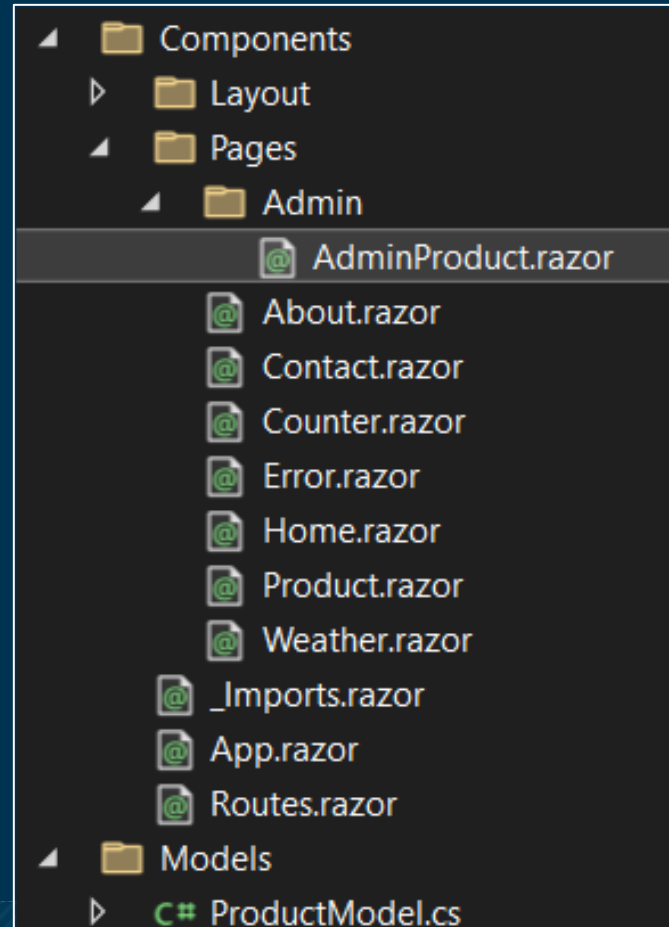 Components
Layout
Pages
Admin
AdminProduct.razor
About.razor
Contact.razor
Counter.razor
Error.razor
Home.razor
Product.razor
Weather.razor
_Imports.razor
App.razor
Routes.razor
Models
C# ProductModel.cs